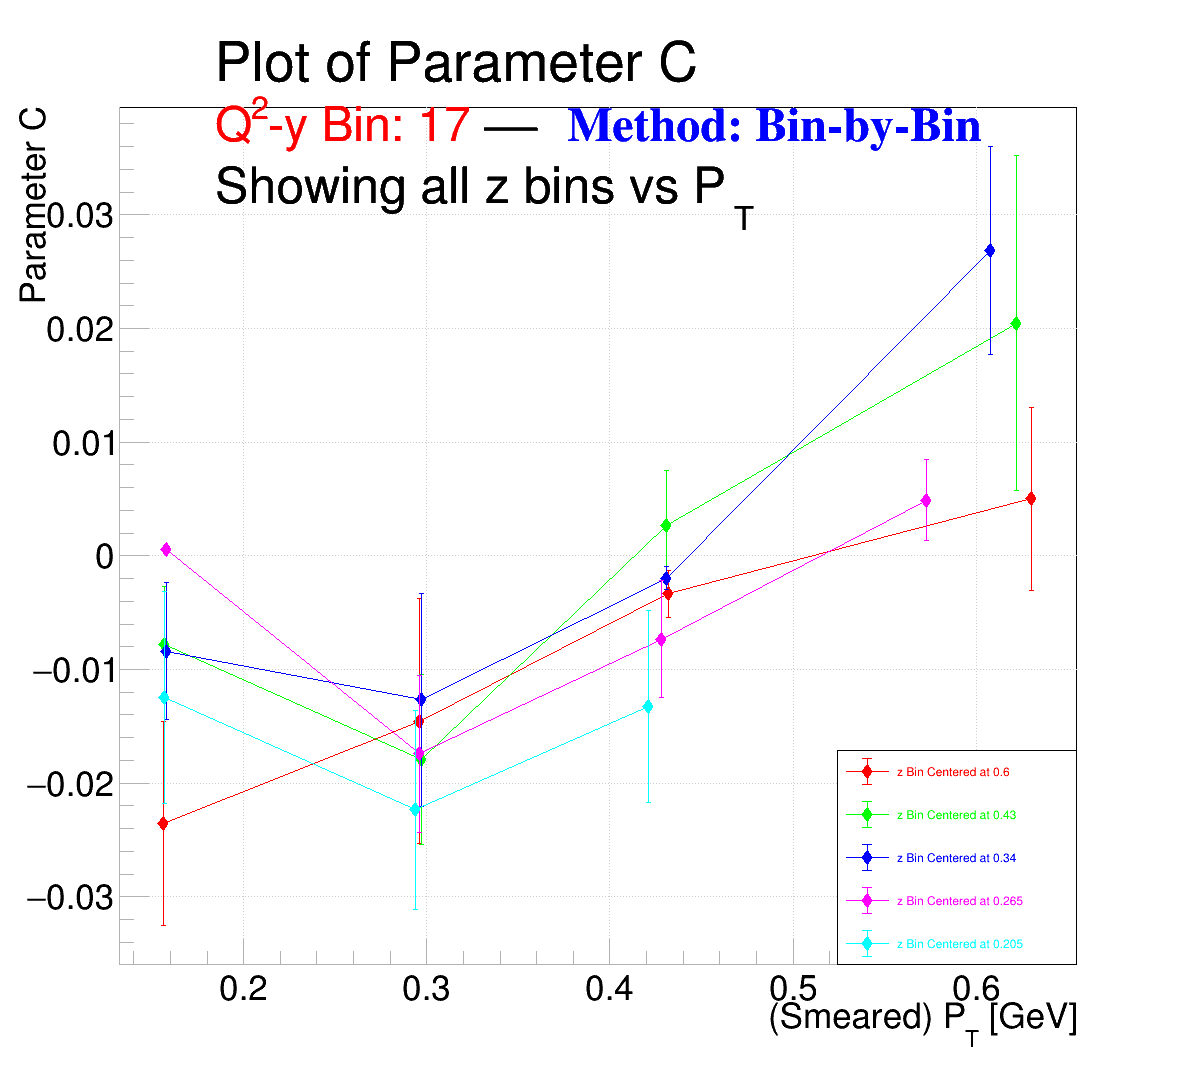 Plot of Parameter C
Q²-y Bin: 17 — Method: Bin-by-Bin
Showing all z bins vs P_T
Parameter C
0.03
0.02
0.01
0
−0.01
−0.02
−0.03
z Bin Centered at 0.6
z Bin Centered at 0.43
z Bin Centered at 0.34
z Bin Centered at 0.265
z Bin Centered at 0.205
0.2 0.3 0.4 0.5 0.6
(Smeared) P_T [GeV]